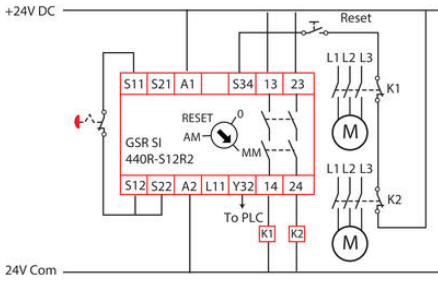 +24V DC
Reset
S11 S21 A1 S34 13 23
L1 L2 L3
K1
RESET 0
AM
MM
M
GSR SI
440R-S12R2
S12 S22 A2 L11 Y32 14 24
L1 L2 L3
K2
To PLC
K1 K2
M
24V Com